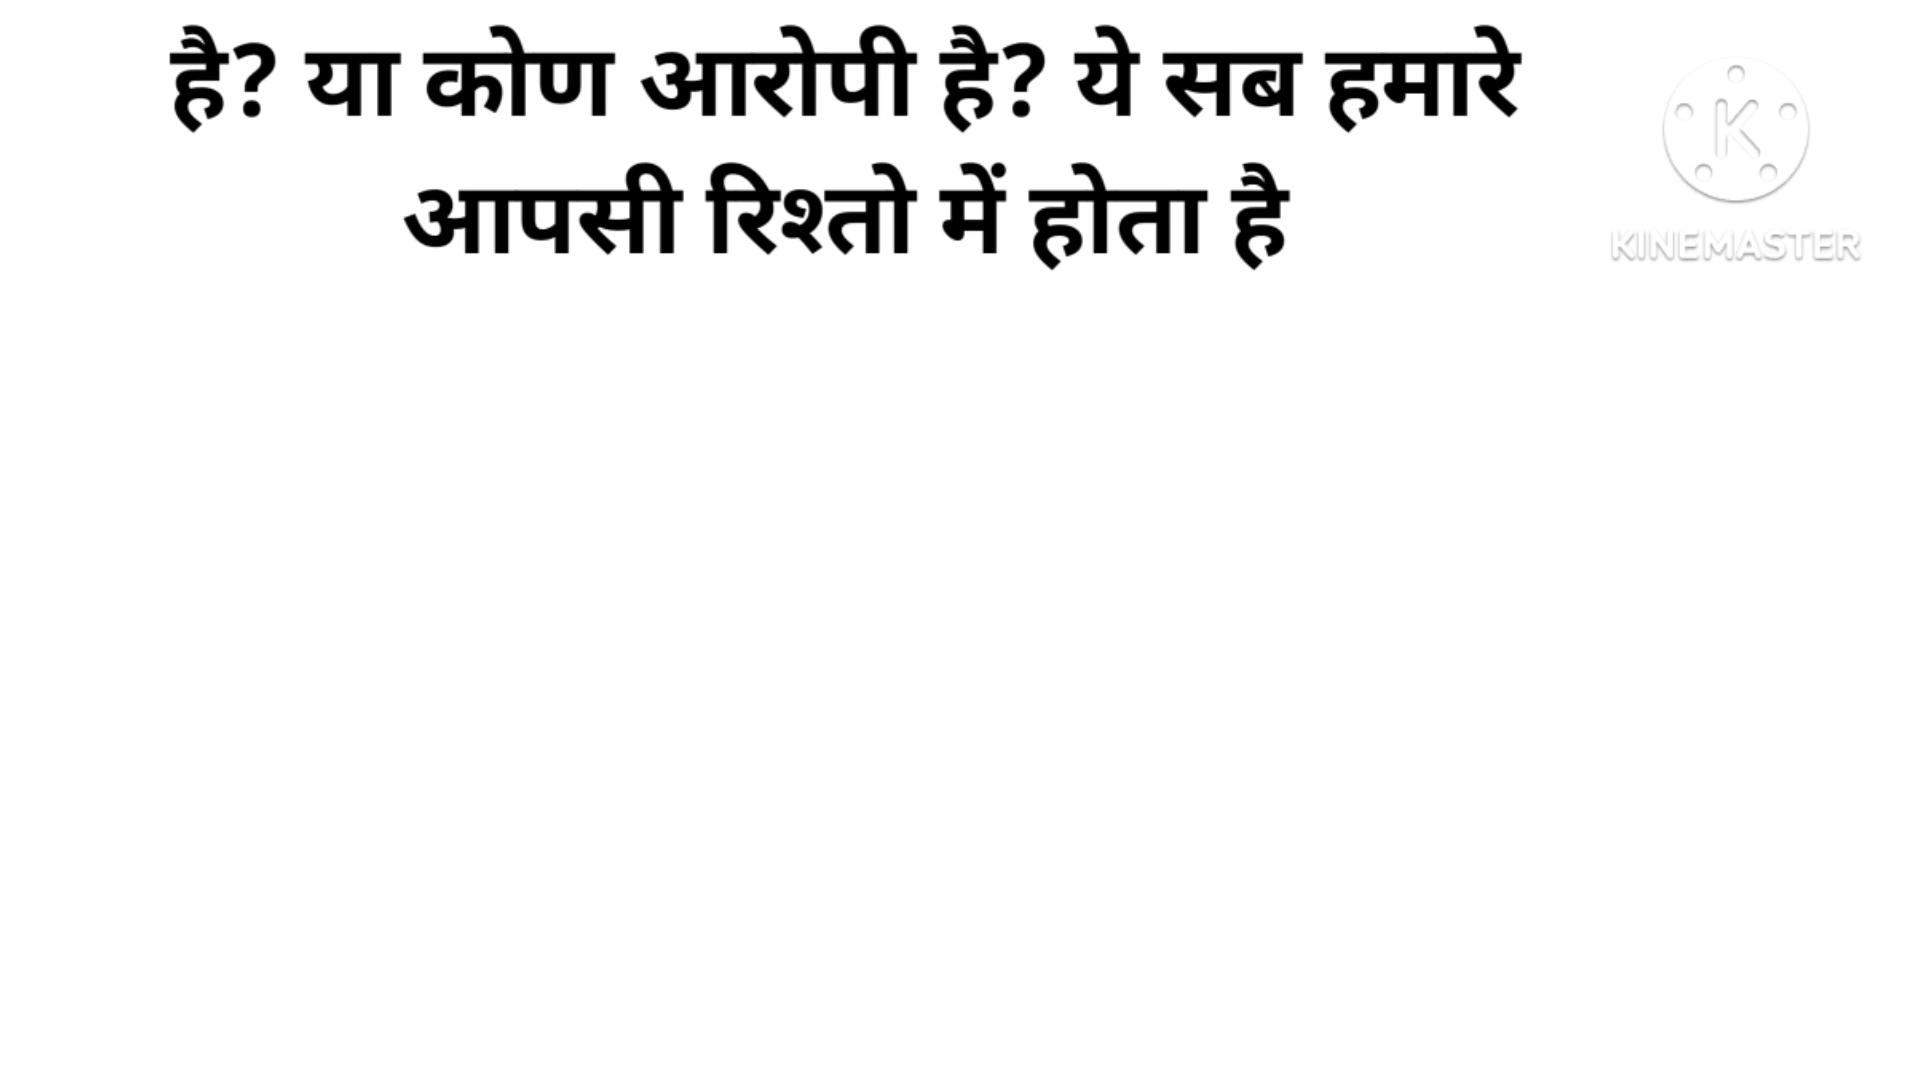 है? या कोण आरोपी है? ये सब हमारे
आपसी रिश्तो में होता है
K
KINEMASTER